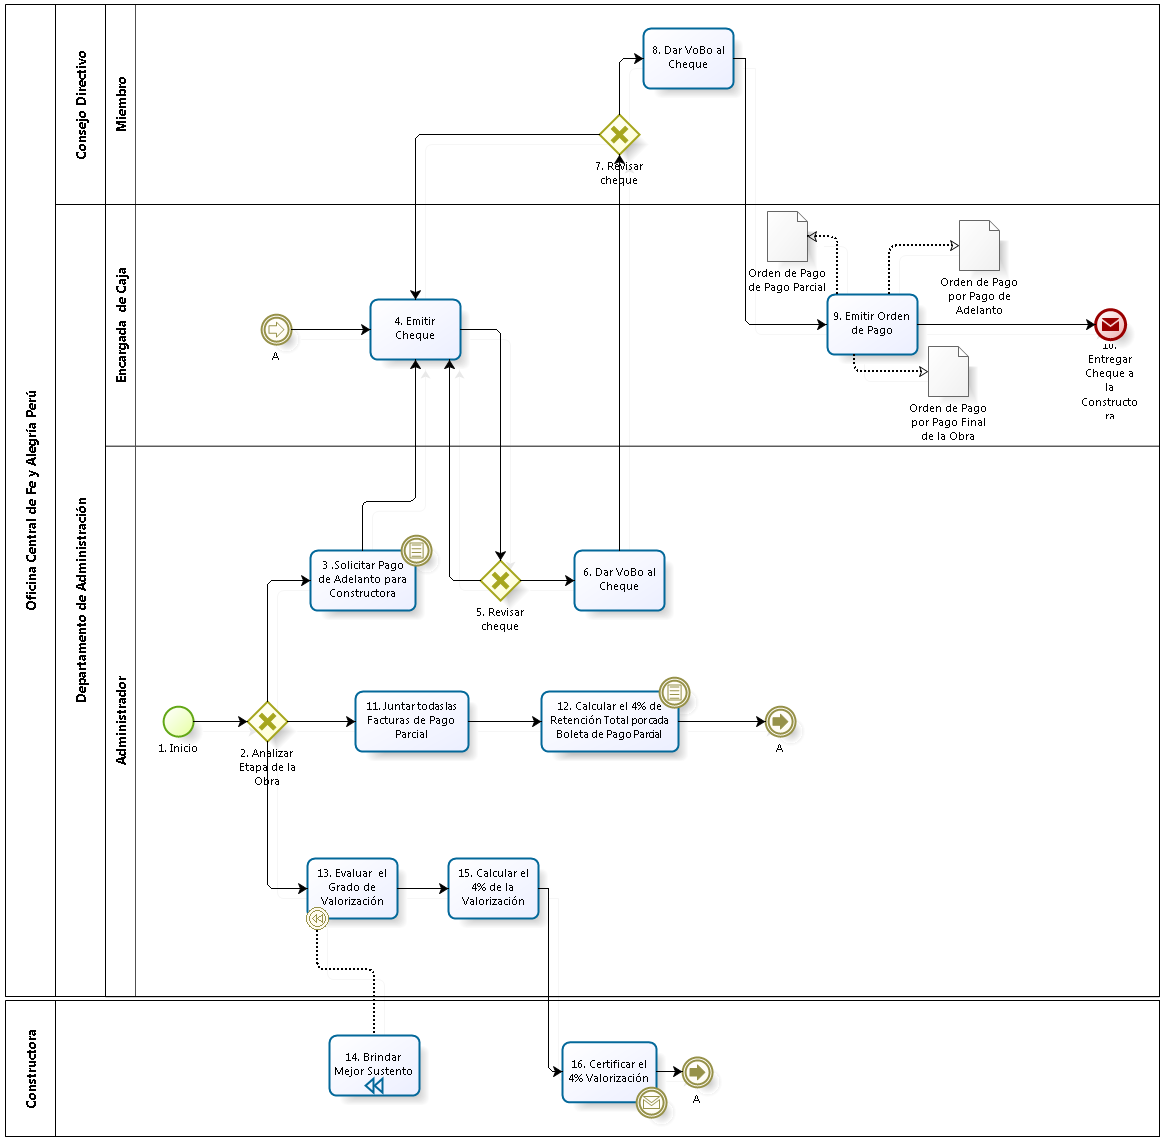 Oficina Central de Fe y Alegría Perú
Consejo Directivo
Miembro
8. Dar VoBo al
Cheque
7. Revisar
cheque
Departamento de Administración
Encargada de Caja
A
4. Emitir
Cheque
Orden de Pago
de Pago Parcial
Orden de Pago
por Pago de
Adelanto
9. Emitir Orden
de Pago
Orden de Pago
por Pago Final
de la Obra
10.
Entregar
Cheque a
la
Constructo
ra
Administrador
3 .Solicitar Pago
de Adelanto para
Constructora
5. Revisar
cheque
6. Dar VoBo al
Cheque
1. Inicio
2. Analizar
Etapa de la
Obra
11. Juntar todas las
Facturas de Pago
Parcial
12. Calcular el 4% de
Retención Total por cada
Boleta de Pago Parcial
A
13. Evaluar el
Grado de
Valorización
15. Calcular el
4% de la
Valorización
Constructora
14. Brindar
Mejor Sustento
16. Certificar el
4% Valorización
A